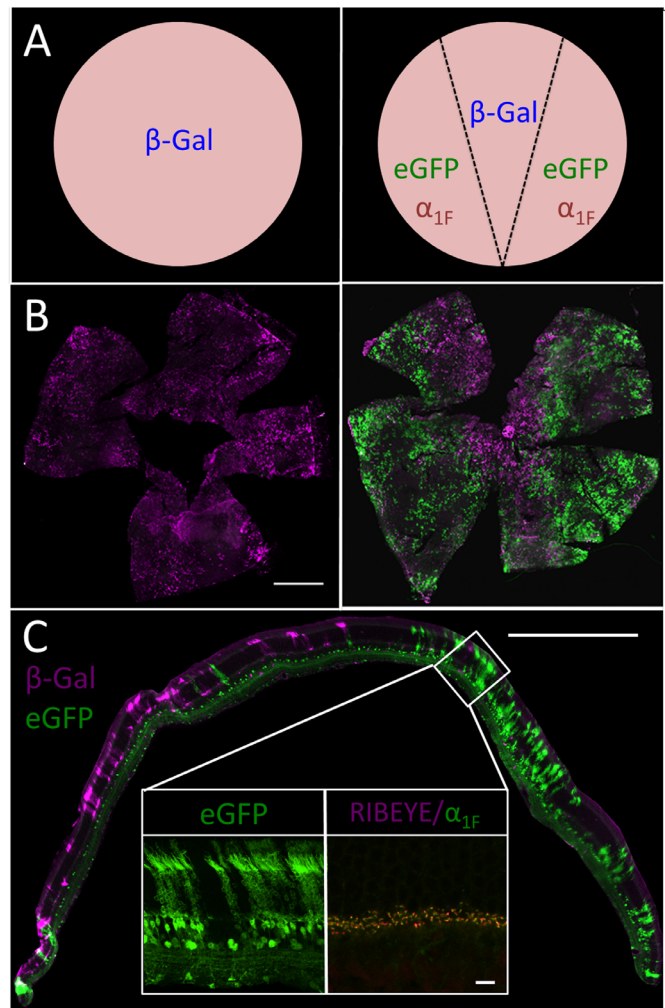 A
β-Gal
β-Gal
eGFP
eGFP
α1F
α1F
B
C
β-Gal
eGFP
eGFP
RIBEYE/α1F